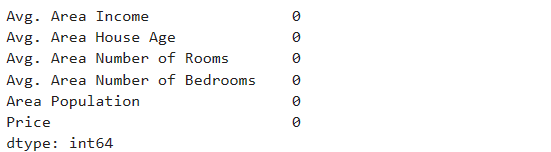 Avg. Area Income 0
Avg. Area House Age 0
Avg. Area Number of Rooms 0
Avg. Area Number of Bedrooms 0
Area Population 0
Price 0
dtype: int64